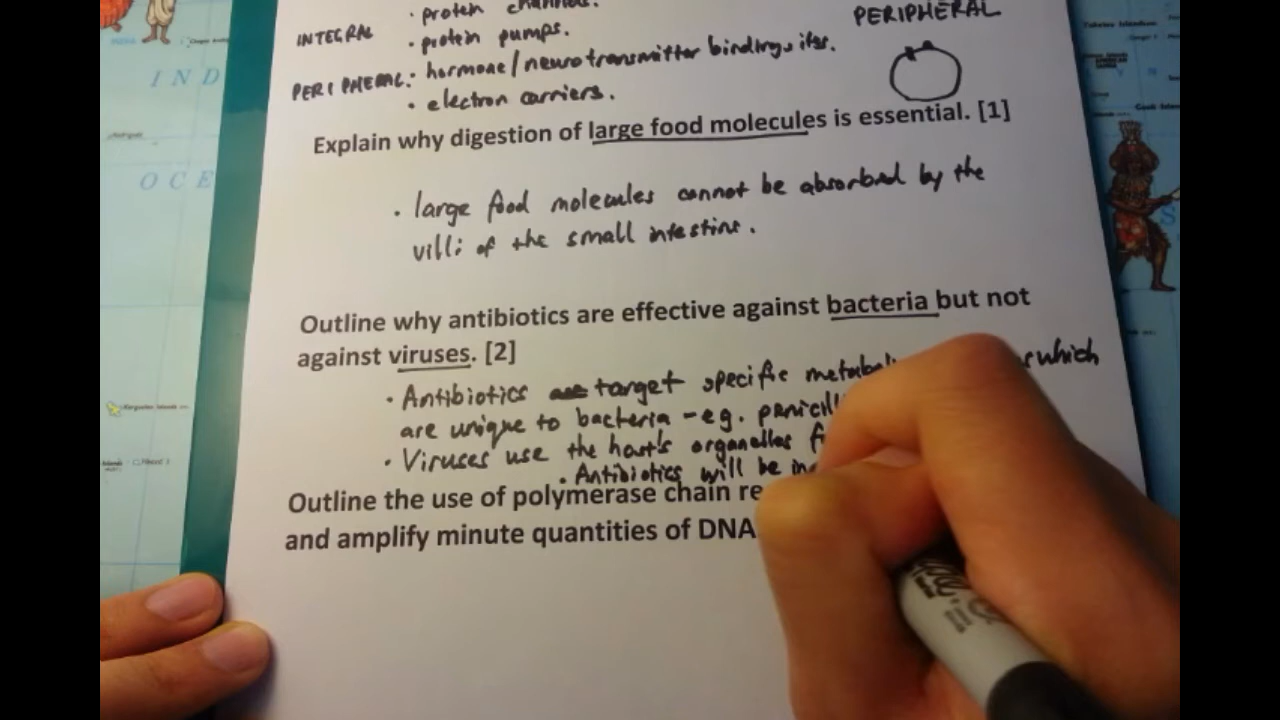 · protein channels.
INTEGRAL
· protein pumps.
PERIPHERAL
PERIPHERAL: · hormone/neurotransmitter binding sites.
· electron carriers.
Explain why digestion of large food molecules is essential. [1]
· large food molecules cannot be absorbed by the
villi of the small intestine.
IND
OCE
Outline why antibiotics are effective against bacteria but not
against viruses. [2]
· Antibiotics target specific which
are unique to bacteria - eg.
· Viruses use the host's organelles
· Antibiotics will be
Outline the use of polymerase chain
and amplify minute quantities of DNA